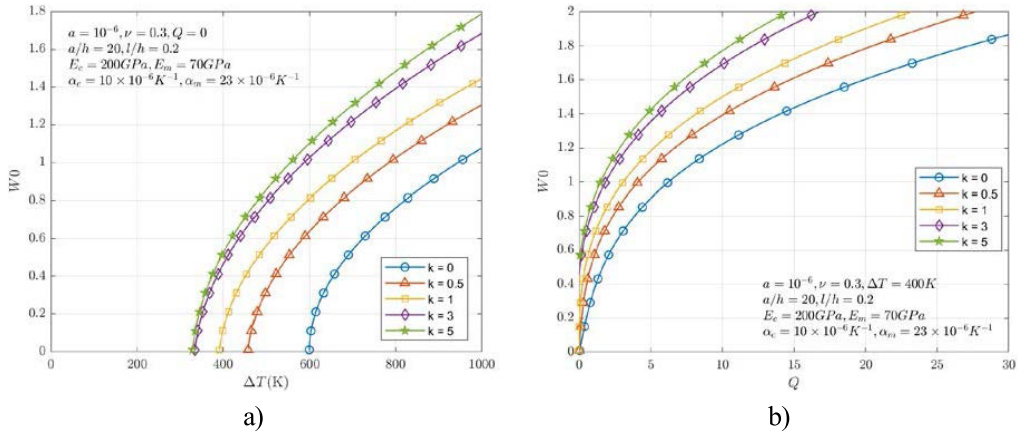 1.8
1.6
1.4
1.2
1
0.8
0.6
0.4
0.2
0
W0
a = 10^{-6}, ν = 0.3, Q = 0
a/h = 20, l/h = 0.2
E_c = 200GPa, E_m = 70GPa
α_c = 10 × 10^{-6}K^{-1}, α_m = 23 × 10^{-6}K^{-1}
k = 0
k = 0.5
k = 1
k = 3
k = 5
0 200 400 600 800 1000
ΔT(K)
a)
2
1.8
1.6
1.4
1.2
1
0.8
0.6
0.4
0.2
0
W0
k = 0
k = 0.5
k = 1
k = 3
k = 5
a = 10^{-6}, ν = 0.3, ΔT = 400K
a/h = 20, l/h = 0.2
E_c = 200GPa, E_m = 70GPa
α_c = 10 × 10^{-6}K^{-1}, α_m = 23 × 10^{-6}K^{-1}
0 5 10 15 20 25 30
Q
b)